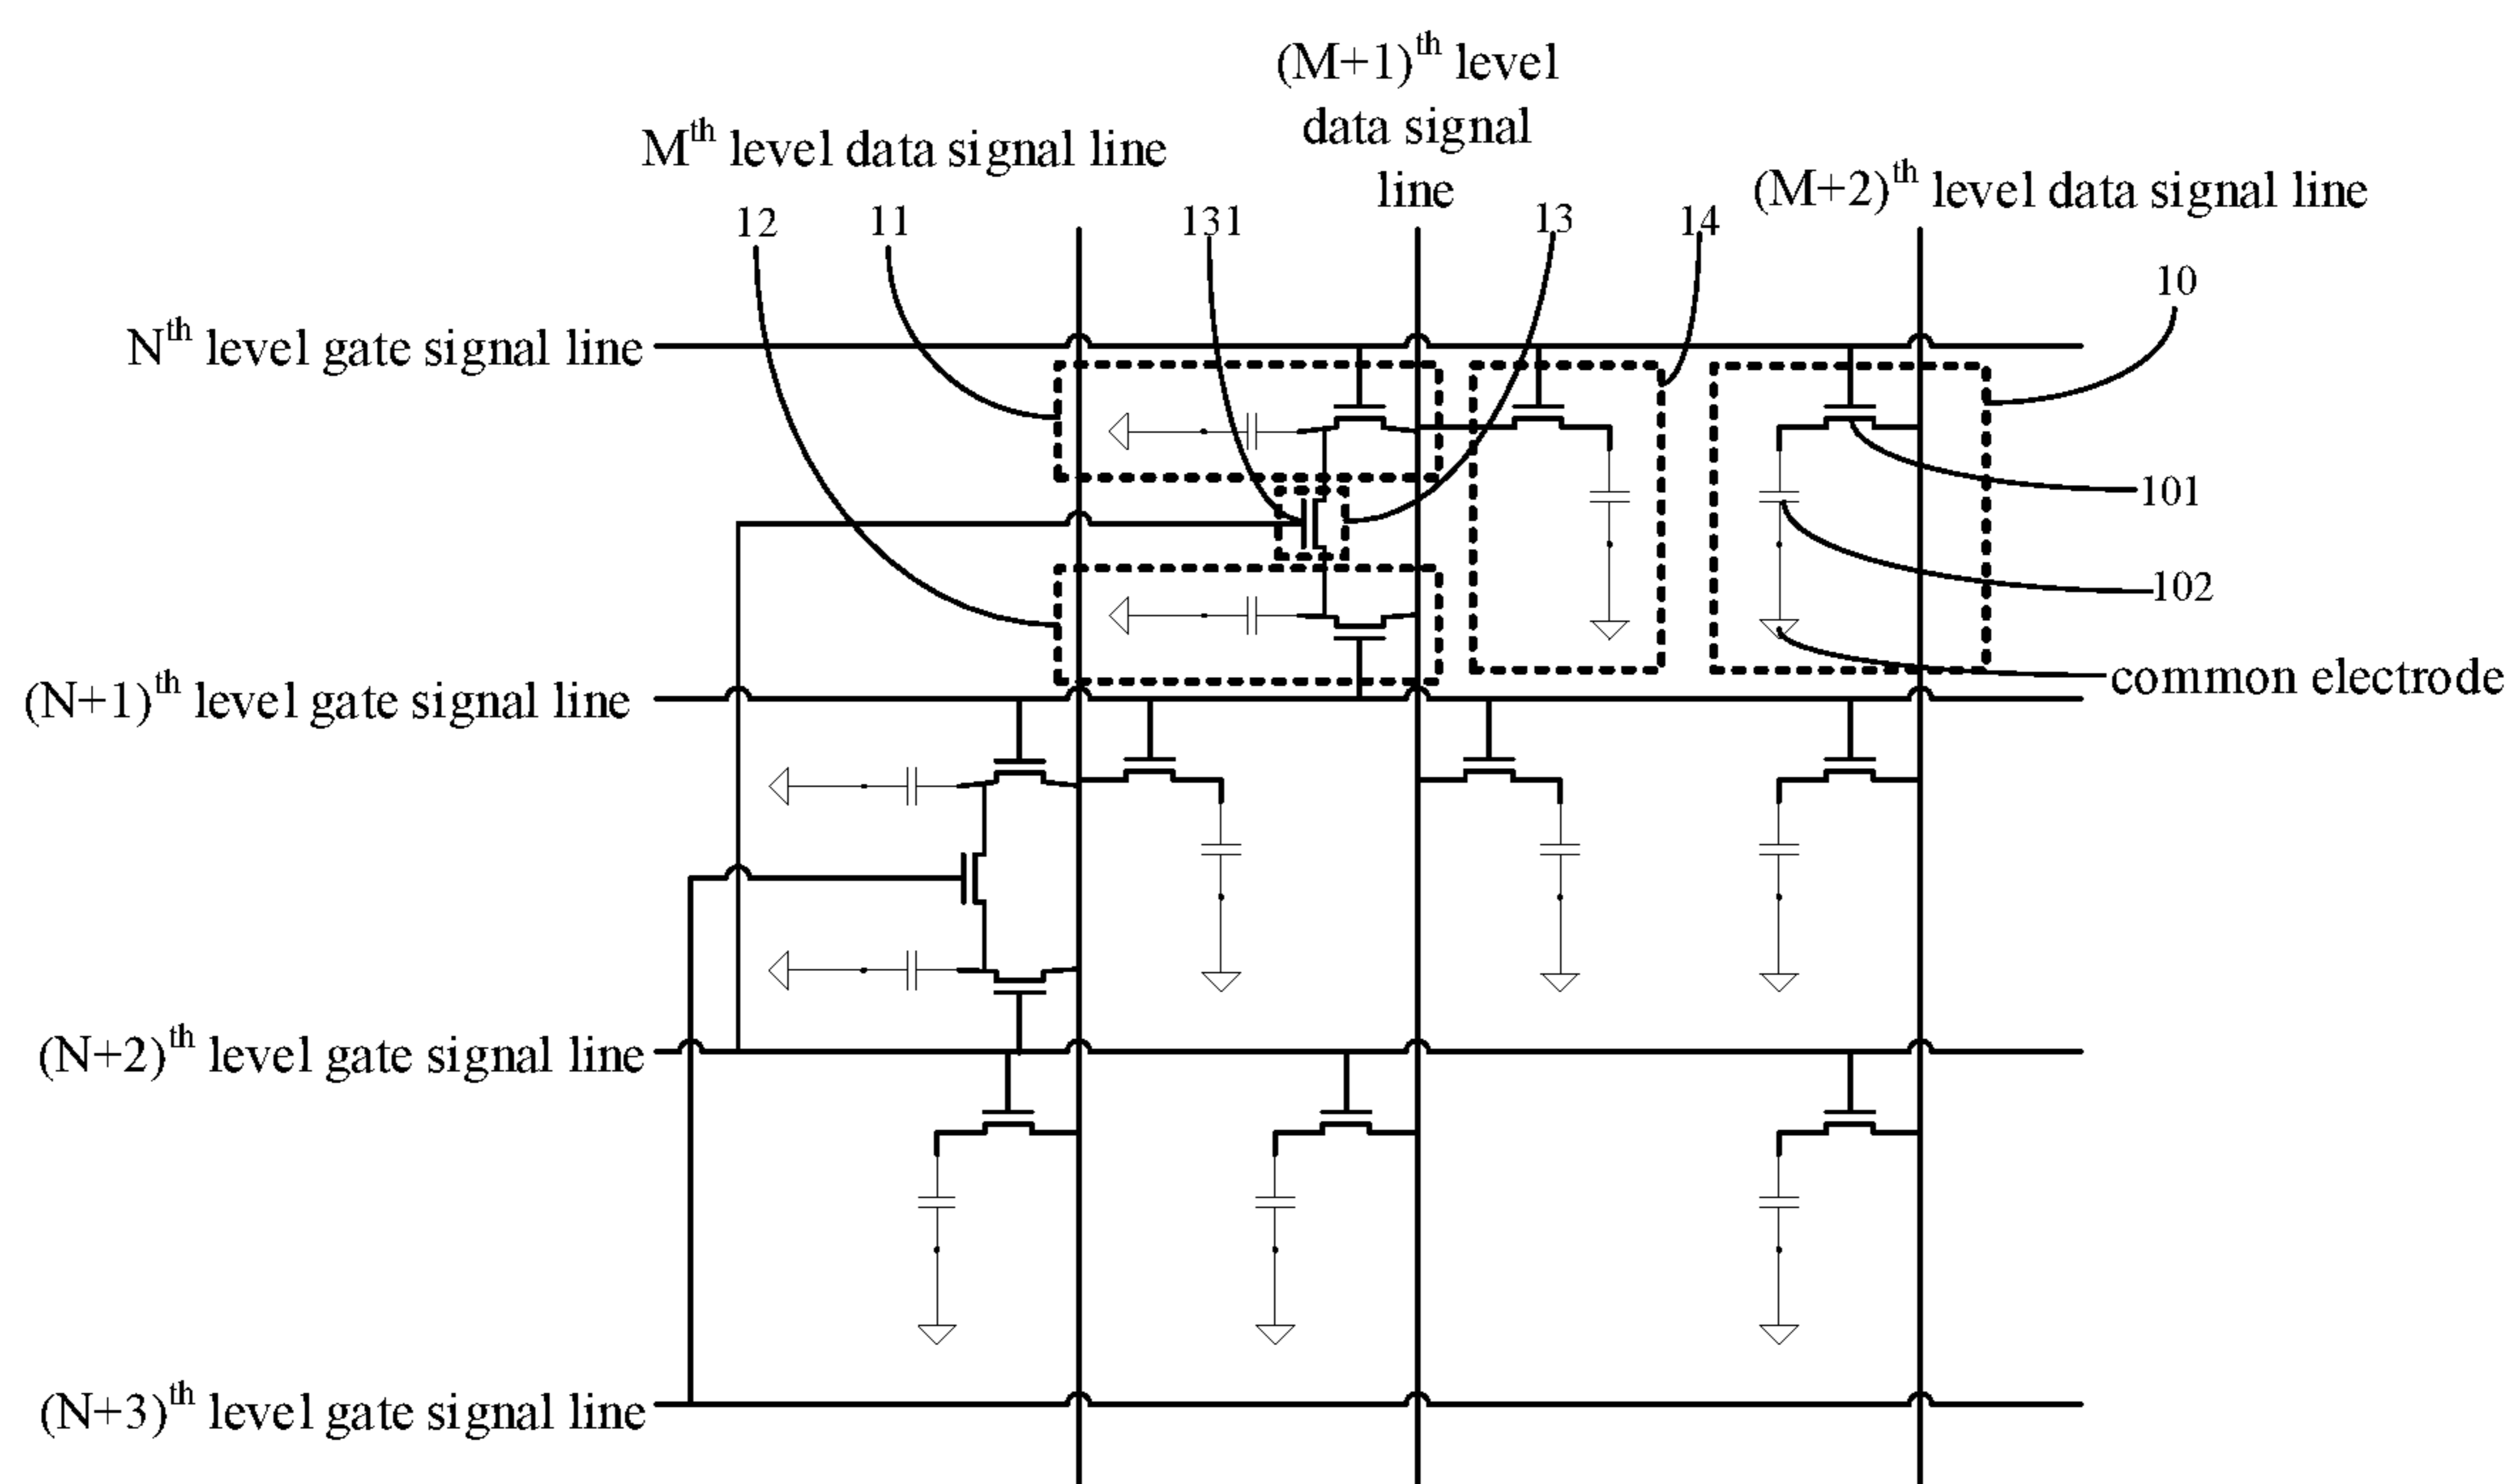 (M+1)th level
data signal
line
Mth level data signal line
(M+2)th level data signal line
12
11
131
13
14
10
Nth level gate signal line
101
102
(N+1)th level gate signal line
common electrode
(N+2)th level gate signal line
(N+3)th level gate signal line